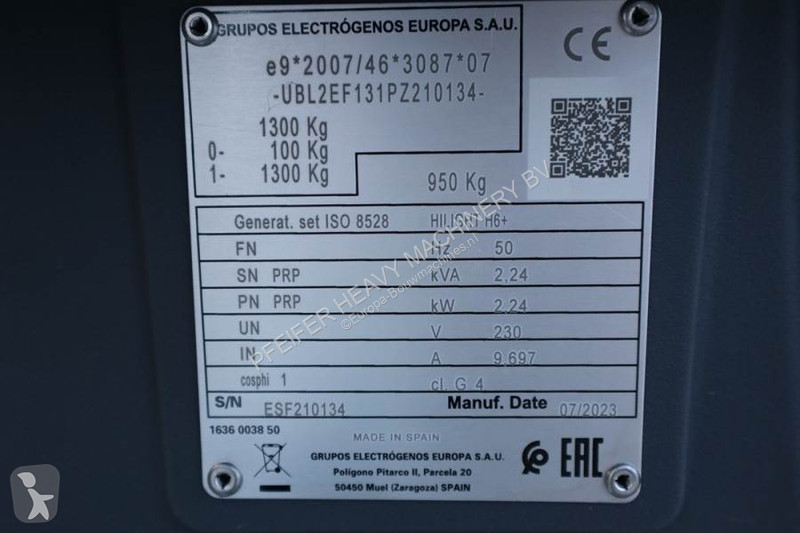 GRUPOS ELECTRÓGENOS EUROPA S.A.U.
e9*2007/46*3087*07
-UBL2EF131PZ210134-
1300 Kg
0- 100 Kg
1- 1300 Kg
950 Kg
CE
Generat. set ISO 8528 HILIGHT H6+
FN HZ 50
SN PRP kVA 2,24
PN PRP kW 2,24
UN V 230
IN A 9,697
cosphi 1 cl. G 4
S/N ESF210134 Manuf. Date 07/2023
1636 0038 50
MADE IN SPAIN
GRUPOS ELECTRÓGENOS EUROPA S.A.U.
Polígono Pitarco II, Parcela 20
50450 Muel (Zaragoza) SPAIN
EAC
PFEIFER HEAVY MACHINERY BV
©Europa-Bouwmachines.nl